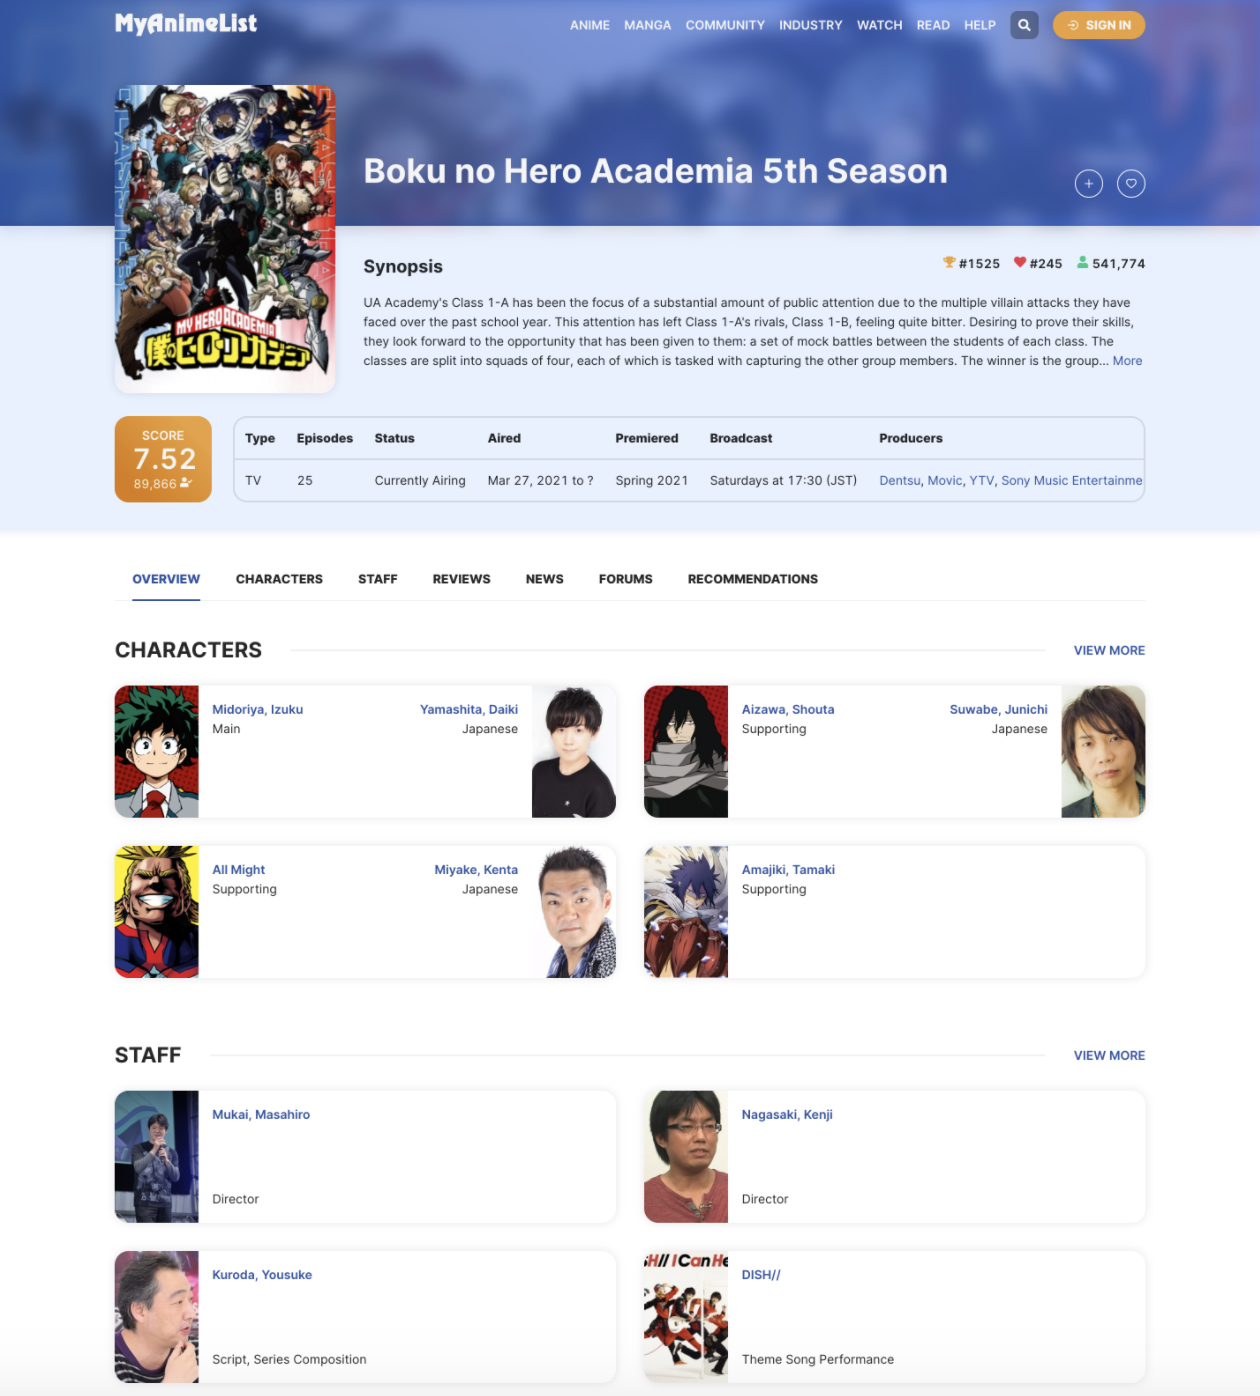 MyAnimeList
ANIME MANGA COMMUNITY INDUSTRY WATCH READ HELP SIGN IN
Boku no Hero Academia 5th Season
MY HERO ACADEMIA
僕のヒーローアカデミア
Synopsis
#1525 #245 541,774
UA Academy's Class 1-A has been the focus of a substantial amount of public attention due to the multiple villain attacks they have
faced over the past school year. This attention has left Class 1-A's rivals, Class 1-B, feeling quite bitter. Desiring to prove their skills,
they look forward to the opportunity that has been given to them: a set of mock battles between the students of each class. The
classes are split into squads of four, each of which is tasked with capturing the other group members. The winner is the group... More
SCORE
7.52
89,866
Type Episodes Status Aired Premiered Broadcast Producers
TV 25 Currently Airing Mar 27, 2021 to ? Spring 2021 Saturdays at 17:30 (JST) Dentsu, Movic, YTV, Sony Music Entertainme
OVERVIEW CHARACTERS STAFF REVIEWS NEWS FORUMS RECOMMENDATIONS
CHARACTERS VIEW MORE
Midoriya, Izuku Yamashita, Daiki
Main Japanese
Aizawa, Shouta Suwabe, Junichi
Supporting Japanese
All Might Miyake, Kenta
Supporting Japanese
Amajiki, Tamaki
Supporting
STAFF VIEW MORE
Mukai, Masahiro
Director
Nagasaki, Kenji
Director
Kuroda, Yousuke
Script, Series Composition
SH// I Can He
DISH//
Theme Song Performance